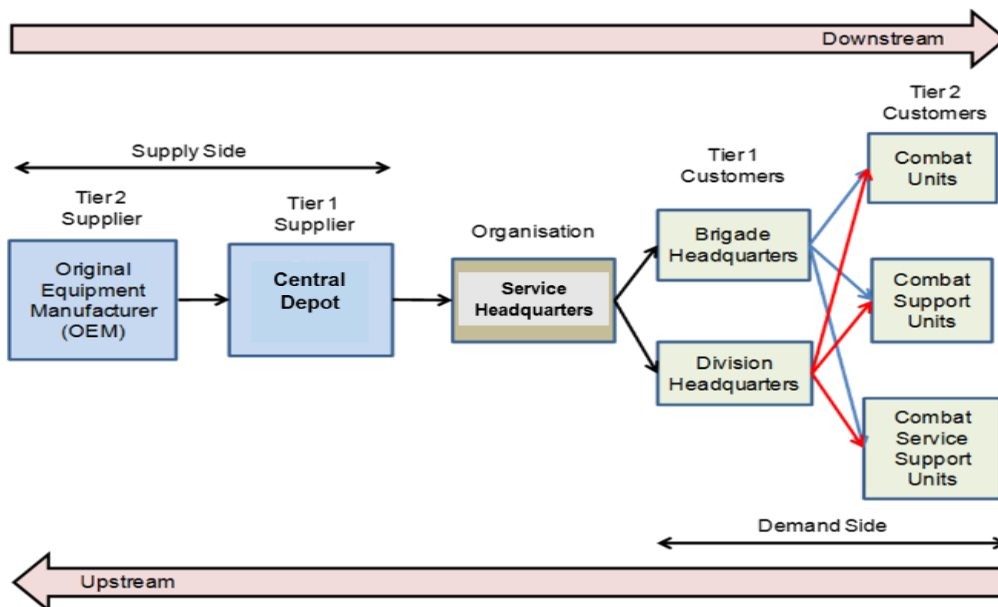 Downstream
Tier 2
Customers
Supply Side
Tier 1
Customers
Combat
Units
Tier 2
Supplier
Tier 1
Supplier
Organisation
Original
Equipment
Manufacturer
(OEM)
Central
Depot
Service
Headquarters
Brigade
Headquarters
Combat
Support
Units
Division
Headquarters
Combat
Service
Support
Units
Demand Side
Upstream